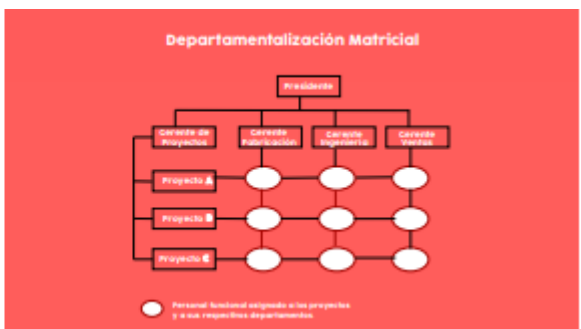 Departamentalización Matricial
Presidente
Gerente de
Proyectos
Gerente
Fabricación
Gerente
Ingeniería
Gerente
Ventas
Proyecto A
Proyecto B
Proyecto C
Personal funcional asignado a los proyectos
y a sus respectivos departamentos